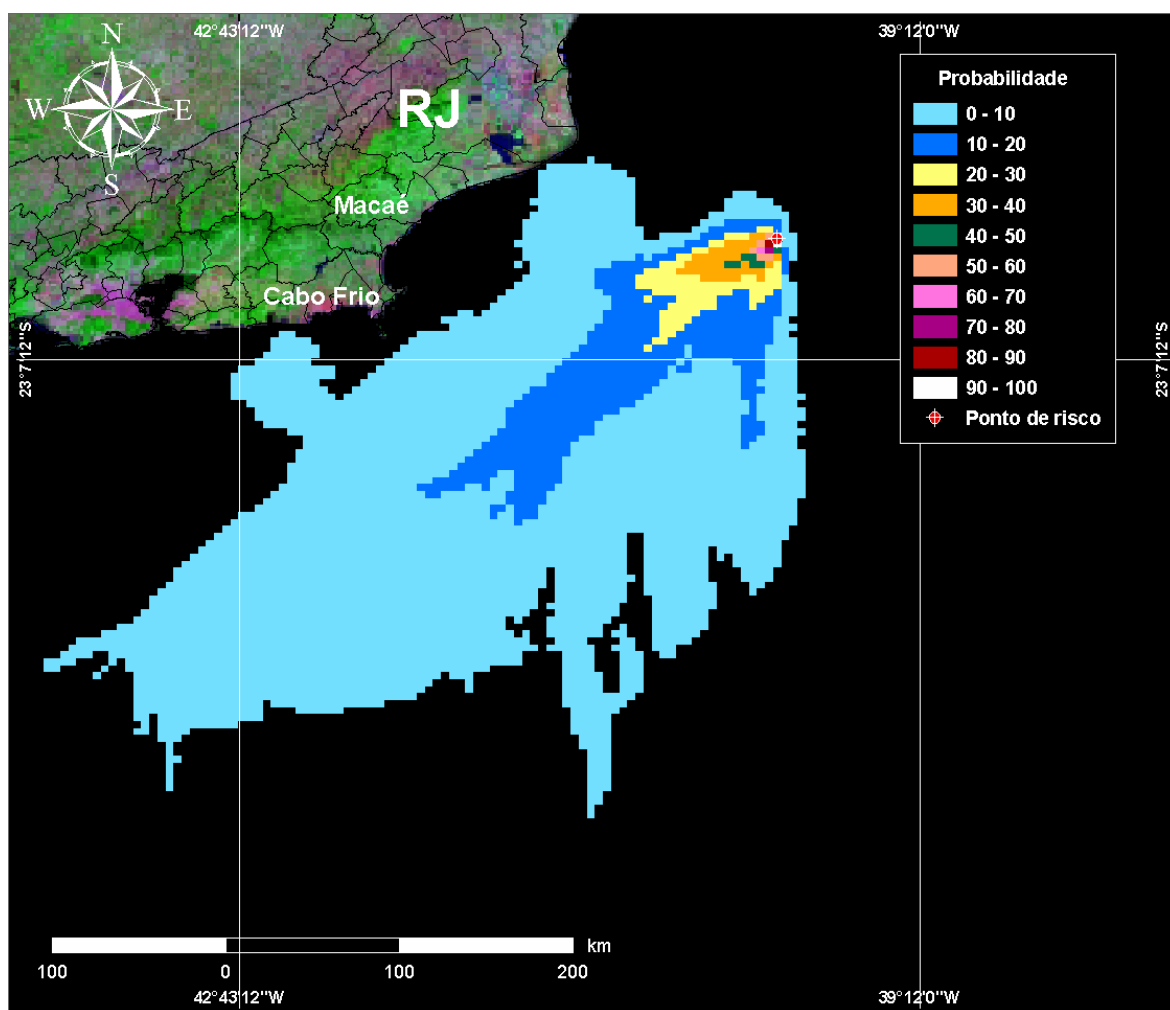 42°43'12"W
39°12'0"W
N
W
E
S
RJ
Macaé
Cabo Frio
Probabilidade
0 - 10
10 - 20
20 - 30
30 - 40
40 - 50
50 - 60
60 - 70
70 - 80
80 - 90
90 - 100
Ponto de risco
23°7'12"S
23°7'12"S
km
100
0
100
200
42°43'12"W
39°12'0"W